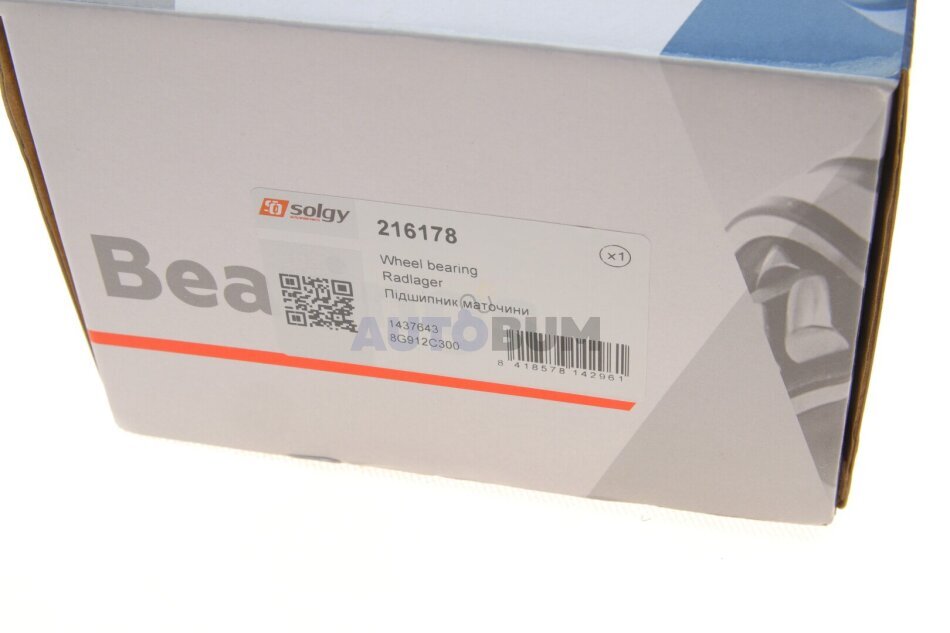 solgy
216178
x1
Wheel bearing
Radlager
Підшипник маточини
Bea
AUTOBUM
1437643
8G912C300
8 418578 142961